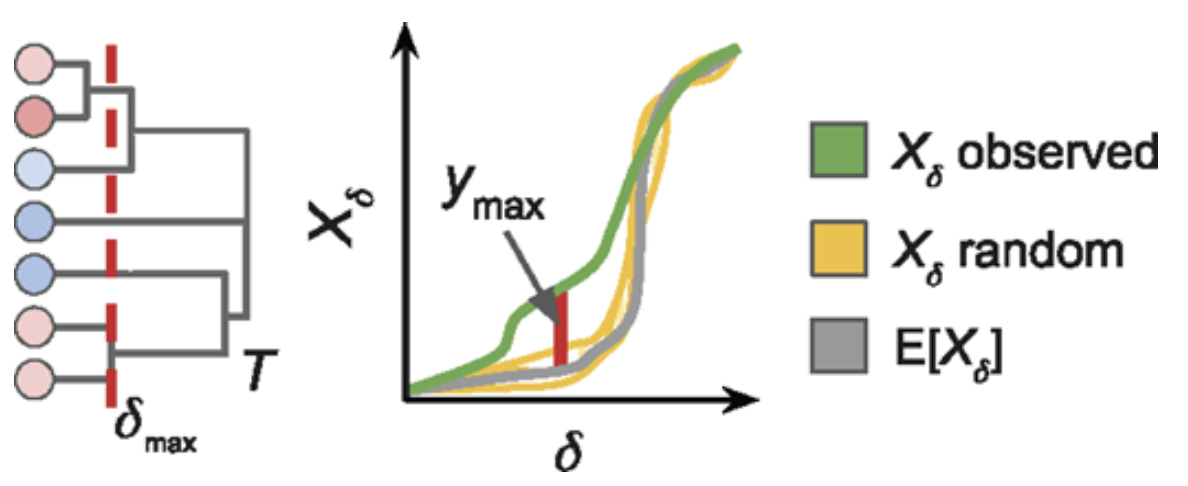 T
δmax
Xδ
ymax
δ
Xδ observed
Xδ random
E[Xδ]